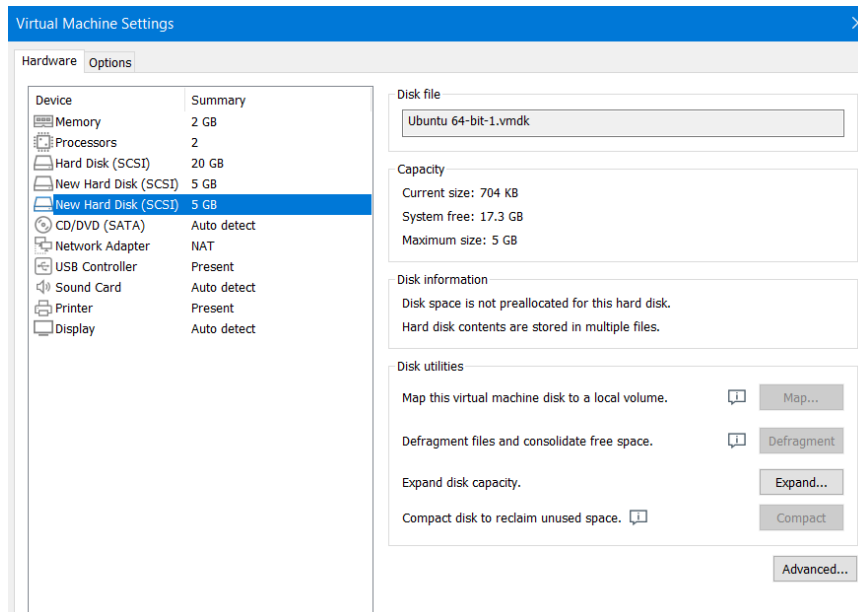 Virtual Machine Settings
Hardware Options
Device Summary
Memory 2 GB
Processors 2
Hard Disk (SCSI) 20 GB
New Hard Disk (SCSI) 5 GB
New Hard Disk (SCSI) 5 GB
CD/DVD (SATA) Auto detect
Network Adapter NAT
USB Controller Present
Sound Card Auto detect
Printer Present
Display Auto detect
Disk file
Ubuntu 64-bit-1.vmdk
Capacity
Current size: 704 KB
System free: 17.3 GB
Maximum size: 5 GB
Disk information
Disk space is not preallocated for this hard disk.
Hard disk contents are stored in multiple files.
Disk utilities
Map this virtual machine disk to a local volume. Map...
Defragment files and consolidate free space. Defragment
Expand disk capacity. Expand...
Compact disk to reclaim unused space. Compact
Advanced...